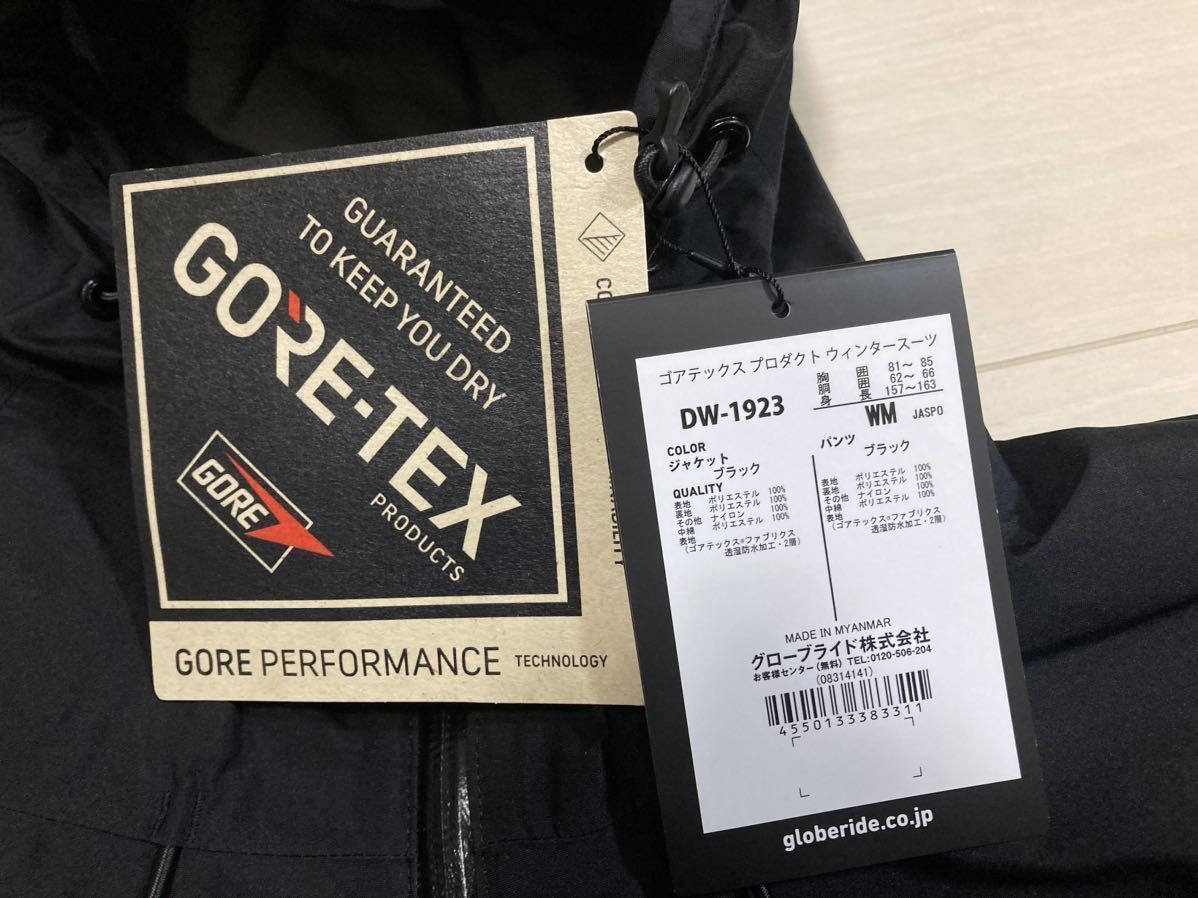 GUARANTEED
TO KEEP YOU DRY
GORE-TEX
PRODUCTS
GORE
GORE PERFORMANCE TECHNOLOGY
ゴアテックス プロダクト ウィンタースーツ
DW-1923
胸 囲 81～ 85
胴 囲 62～ 66
身 長 157～163
WM JASPO
COLOR
ジャケット
ブラック
QUALITY
表地 ポリエステル 100%
裏地 ポリエステル 100%
その他 ナイロン 100%
中綿 ポリエステル 100%
表地
(ゴアテックス®ファブリクス
透湿防水加工・2層)
パンツ
ブラック
表地 ポリエステル 100%
裏地 ポリエステル 100%
その他 ナイロン 100%
中綿 ポリエステル 100%
表地
(ゴアテックス®ファブリクス
透湿防水加工・2層)
MADE IN MYANMAR
グローブライド株式会社
お客様センター(無料) TEL:0120-506-204
(08314141)
4550133383311
globeride.co.jp